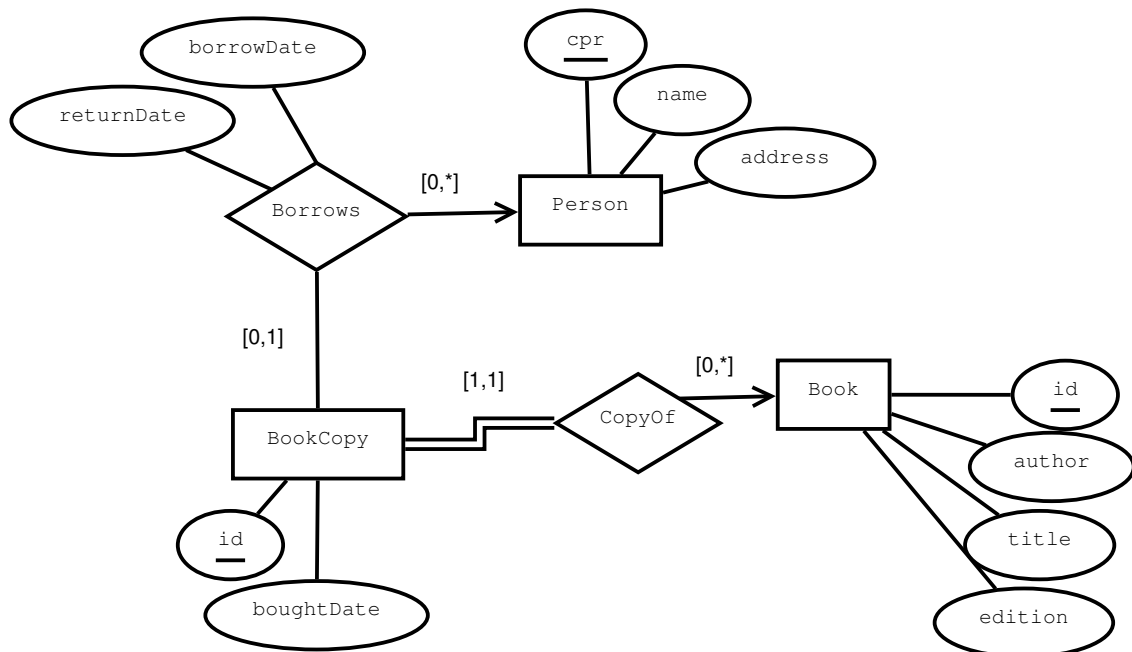 borrowDate
cpr
returnDate
name
address
[0,*]
Borrows
Person
[0,1]
[1,1]
[0,*]
Book
id
BookCopy
CopyOf
author
id
title
boughtDate
edition